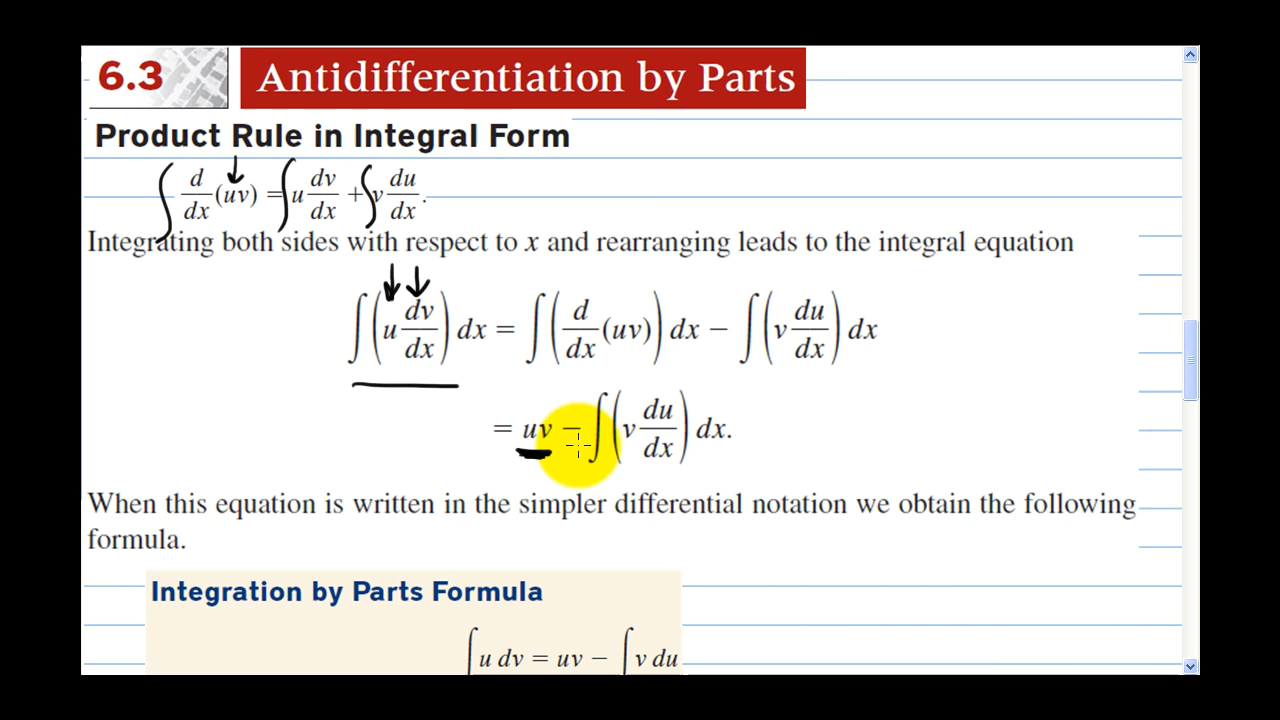 6.3 Antidifferentiation by Parts
Product Rule in Integral Form
∫ d/dx (uv) = ∫ u dv/dx + ∫ v du/dx.
Integrating both sides with respect to x and rearranging leads to the integral equation
∫ (u dv/dx) dx = ∫ (d/dx (uv)) dx − ∫ (v du/dx) dx
= uv − ∫ (v du/dx) dx.
When this equation is written in the simpler differential notation we obtain the following
formula.
Integration by Parts Formula
∫ u dv = uv − ∫ v du